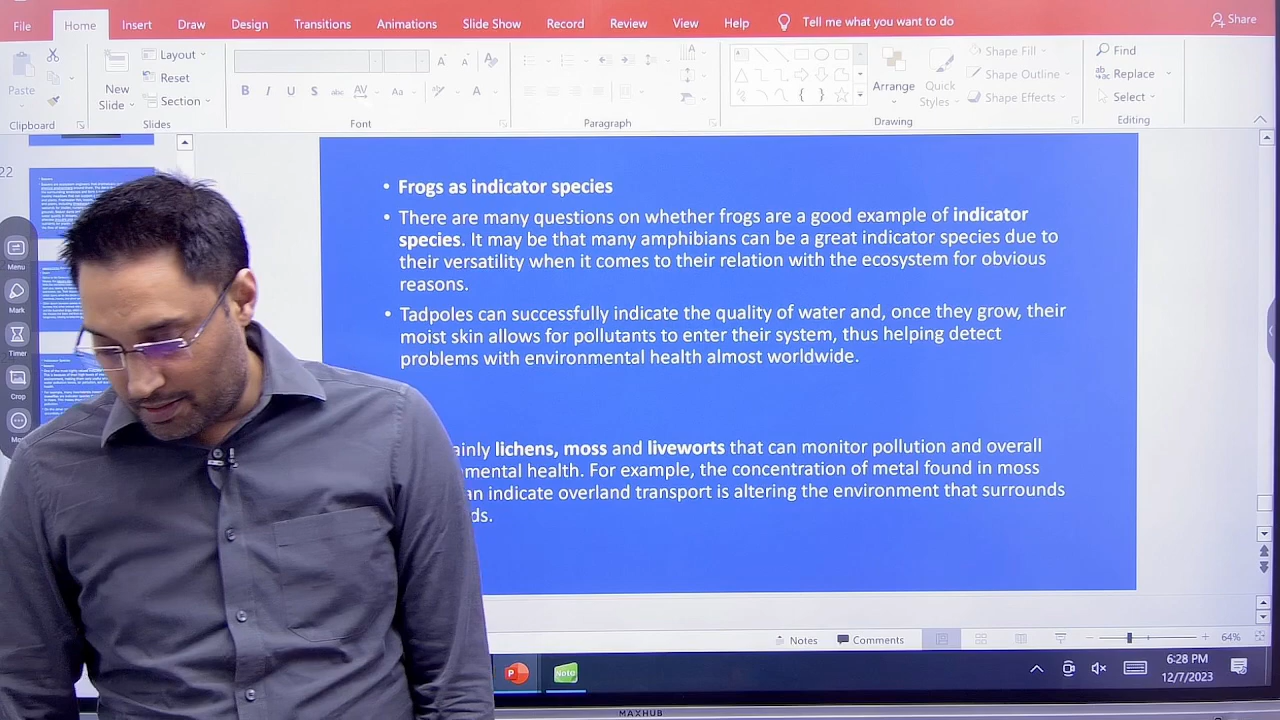 File
Home
Insert
Draw
Design
Transitions
Animations
Slide Show
Record
Review
View
Help
Tell me what you want to do
Share
Paste
Clipboard
New
Slide
Layout
Reset
Section
Slides
B I U S abc AV Aa A
Font
Paragraph
Arrange
Quick
Styles
Shape Fill
Shape Outline
Shape Effects
Drawing
Find
Replace
Select
Editing
22
Menu
Mark
Timer
Crop
• Frogs as indicator species
• There are many questions on whether frogs are a good example of indicator
species. It may be that many amphibians can be a great indicator species due to
their versatility when it comes to their relation with the ecosystem for obvious
reasons.
• Tadpoles can successfully indicate the quality of water and, once they grow, their
moist skin allows for pollutants to enter their system, thus helping detect
problems with environmental health almost worldwide.
ainly lichens, moss and liveworts that can monitor pollution and overall
mental health. For example, the concentration of metal found in moss
an indicate overland transport is altering the environment that surrounds
ds.
Notes
Comments
64%
Note
6:28 PM
12/7/2023
MAXHUB